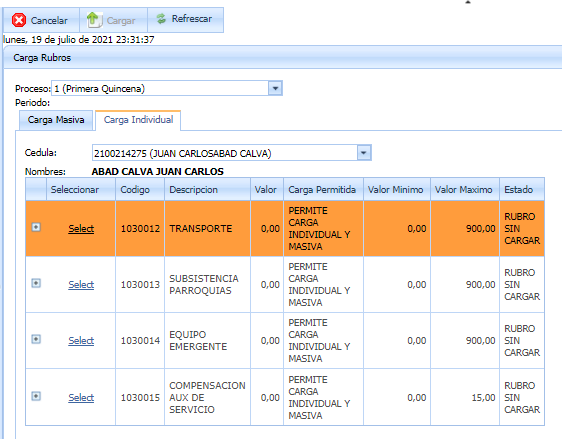 Cancelar Cargar Refrescar
lunes, 19 de julio de 2021 23:31:37
Carga Rubros
Proceso: 1 (Primera Quincena)
Periodo:
Carga Masiva Carga Individual
Cedula: 2100214275 (JUAN CARLOSABAD CALVA)
Nombres: ABAD CALVA JUAN CARLOS
Seleccionar Codigo Descripcion Valor Carga Permitida Valor Minimo Valor Maximo Estado
Select 1030012 TRANSPORTE 0,00 PERMITE CARGA INDIVIDUAL Y MASIVA 0,00 900,00 RUBRO SIN CARGAR
Select 1030013 SUBSISTENCIA PARROQUIAS 0,00 PERMITE CARGA INDIVIDUAL Y MASIVA 0,00 900,00 RUBRO SIN CARGAR
Select 1030014 EQUIPO EMERGENTE 0,00 PERMITE CARGA INDIVIDUAL Y MASIVA 0,00 900,00 RUBRO SIN CARGAR
Select 1030015 COMPENSACION AUX DE SERVICIO 0,00 PERMITE CARGA INDIVIDUAL Y MASIVA 0,00 15,00 RUBRO SIN CARGAR